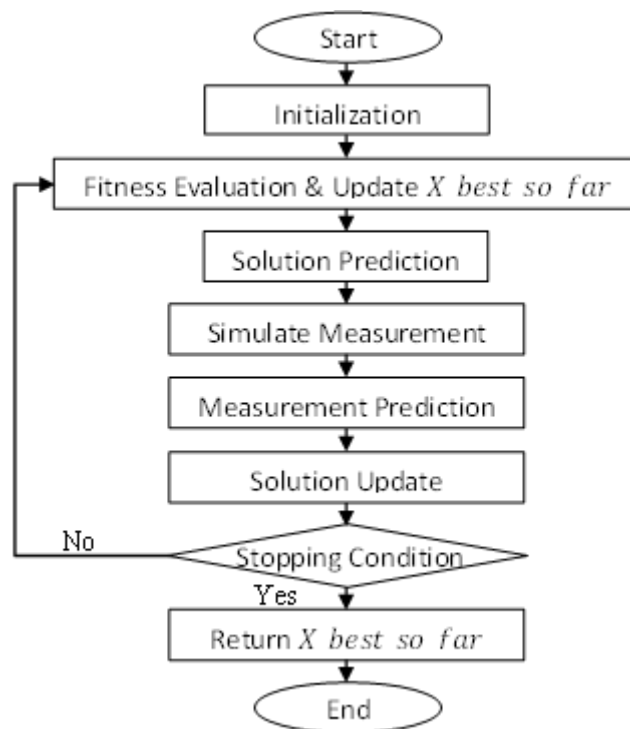 Start
Initialization
Fitness Evaluation & Update X best so far
Solution Prediction
Simulate Measurement
Measurement Prediction
Solution Update
No
Stopping Condition
Yes
Return X best so far
End